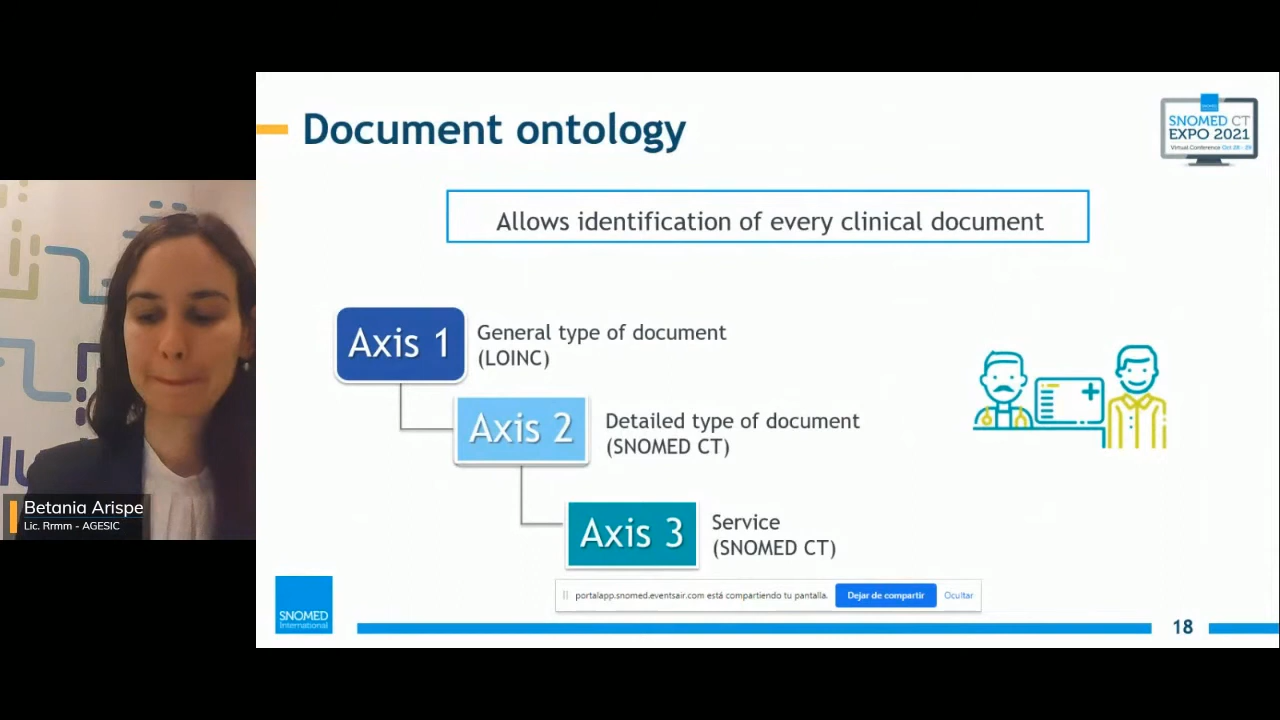 Document ontology
SNOMED CT
EXPO 2021
Virtual Conference Oct 28 - 29
Allows identification of every clinical document
Axis 1
General type of document
(LOINC)
Axis 2
Detailed type of document
(SNOMED CT)
Axis 3
Service
(SNOMED CT)
Betania Arispe
Lic. Rrmm - AGESIC
portalapp.snomed.eventsair.com está compartiendo tu pantalla.
Dejar de compartir
Ocultar
SNOMED
International
18